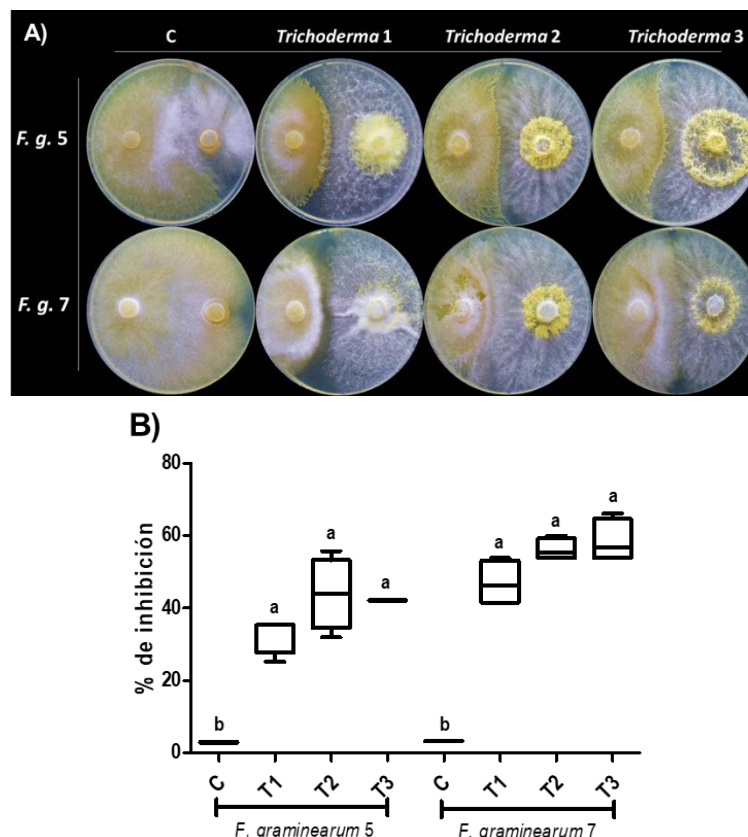 A)
C Trichoderma 1 Trichoderma 2 Trichoderma 3
F. g. 5
F. g. 7
B)
% de inhibición
80
60
40
20
0
b a a a b a a a
C T1 T2 T3 C T1 T2 T3
F. graminearum 5 F. graminearum 7